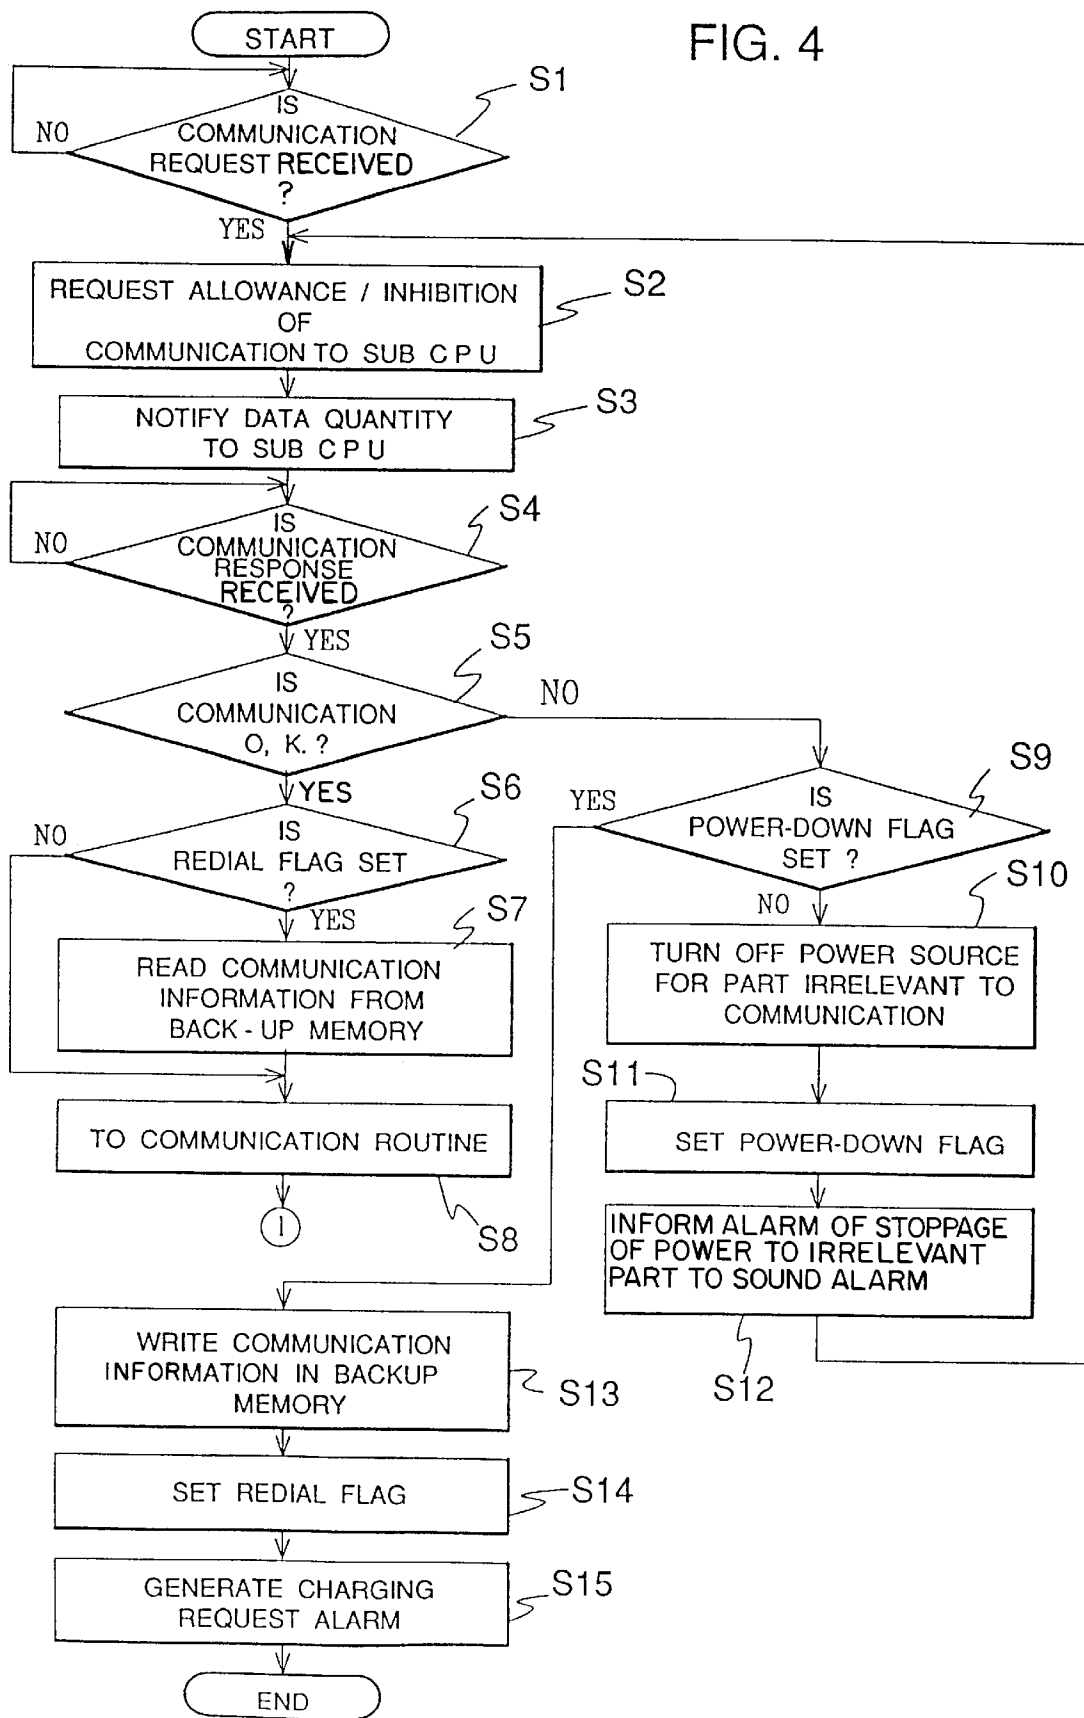 START
FIG. 4
S1
IS
COMMUNICATION
REQUEST RECEIVED
?
NO
YES
REQUEST ALLOWANCE / INHIBITION
OF
COMMUNICATION TO SUB CPU
S2
NOTIFY DATA QUANTITY
TO SUB CPU
S3
IS
COMMUNICATION
RESPONSE
RECEIVED
?
S4
NO
YES
S5
IS
COMMUNICATION
O, K. ?
NO
YES
S6
IS
REDIAL FLAG SET
?
NO
YES
S7
READ COMMUNICATION
INFORMATION FROM
BACK - UP MEMORY
TO COMMUNICATION ROUTINE
S8
1
S9
IS
POWER-DOWN FLAG
SET ?
YES
NO
S10
TURN OFF POWER SOURCE
FOR PART IRRELEVANT TO
COMMUNICATION
S11
SET POWER-DOWN FLAG
INFORM ALARM OF STOPPAGE
OF POWER TO IRRELEVANT
PART TO SOUND ALARM
S12
WRITE COMMUNICATION
INFORMATION IN BACKUP
MEMORY
S13
SET REDIAL FLAG
S14
GENERATE CHARGING
REQUEST ALARM
S15
END